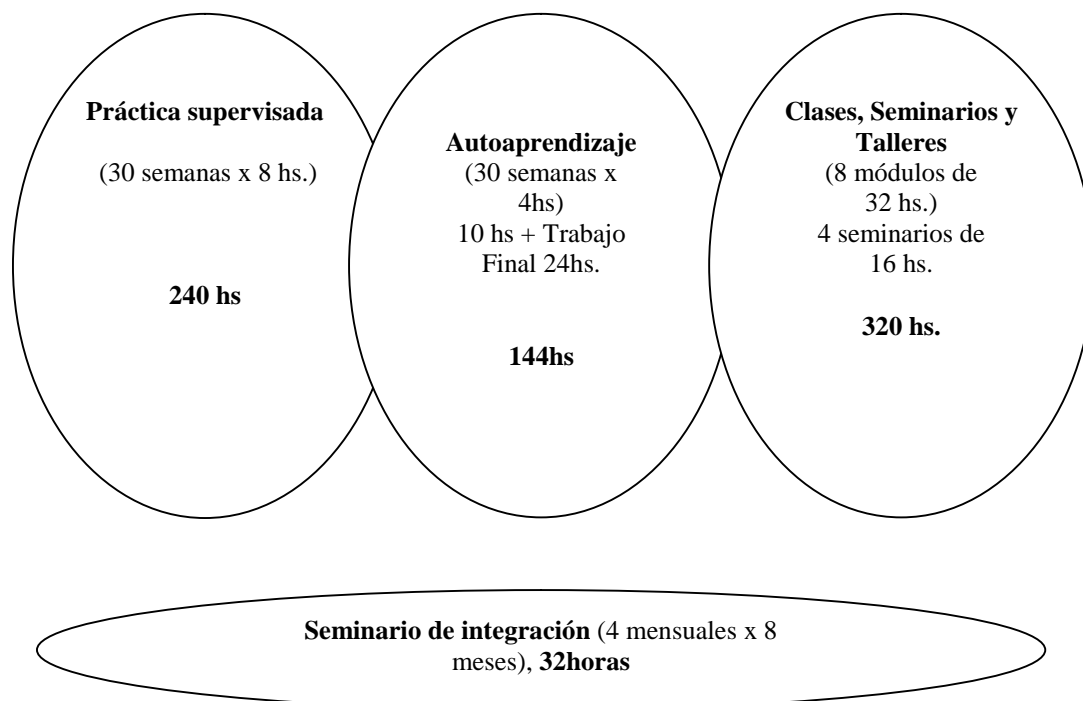 Práctica supervisada
(30 semanas x 8 hs.)
240 hs
Autoaprendizaje
(30 semanas x
4hs)
10 hs + Trabajo
Final 24hs.
144hs
Clases, Seminarios y
Talleres
(8 módulos de
32 hs.)
4 seminarios de
16 hs.
320 hs.
Seminario de integración (4 mensuales x 8
meses), 32horas